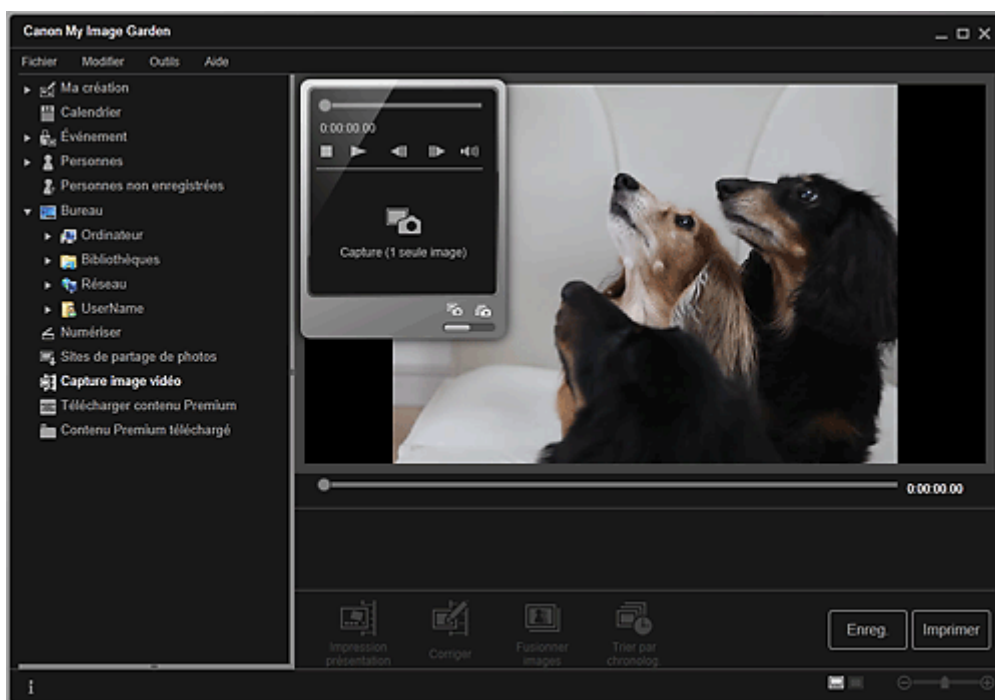 Canon My Image Garden
Fichier Modifier Outils Aide
Ma création
Calendrier
Événement
Personnes
Personnes non enregistrées
Bureau
Ordinateur
Bibliothèques
Réseau
UserName
Numériser
Sites de partage de photos
Capture image vidéo
Télécharger contenu Premium
Contenu Premium téléchargé
0:00:00.00
Capture (1 seule image)
0:00:00.00
Impression présentation
Corriger
Fusionner images
Trier par chronolog.
Enreg.
Imprimer